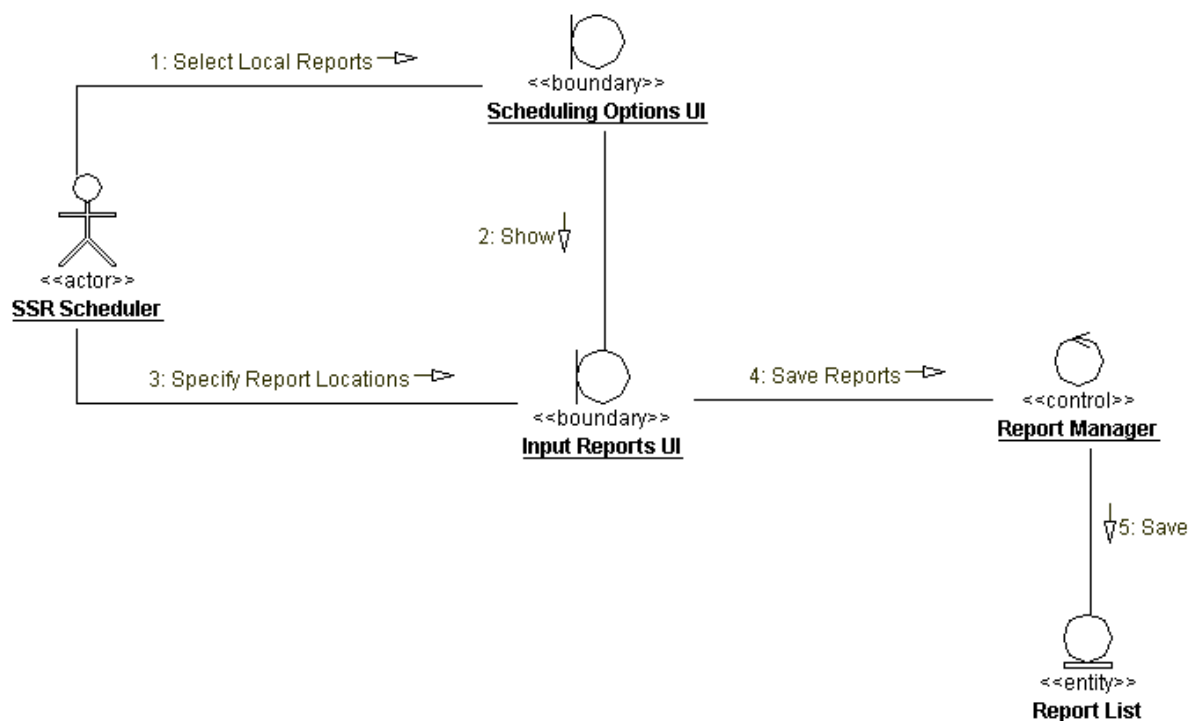 1: Select Local Reports
<<boundary>>
Scheduling Options UI
2: Show
<<actor>>
SSR Scheduler
3: Specify Report Locations
<<boundary>>
Input Reports UI
4: Save Reports
<<control>>
Report Manager
5: Save
<<entity>>
Report List